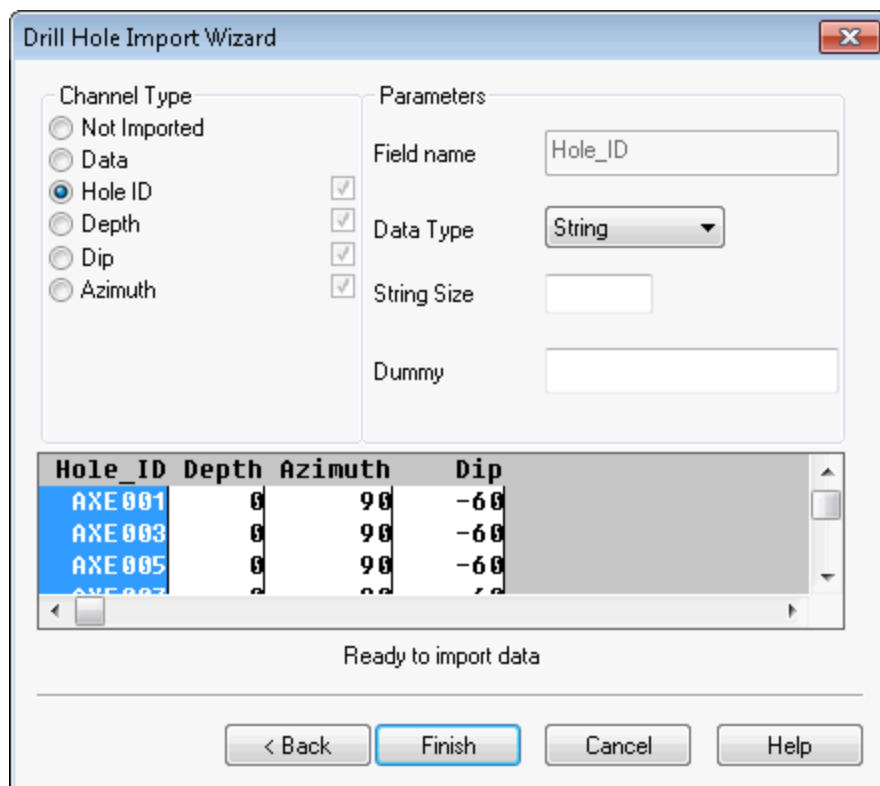 Drill Hole Import Wizard
Channel Type
Not Imported
Data
Hole ID
Depth
Dip
Azimuth
Parameters
Field name Hole_ID
Data Type String
String Size
Dummy
Hole_ID Depth Azimuth Dip
AXE001 0 90 -60
AXE003 0 90 -60
AXE005 0 90 -60
Ready to import data
< Back Finish Cancel Help